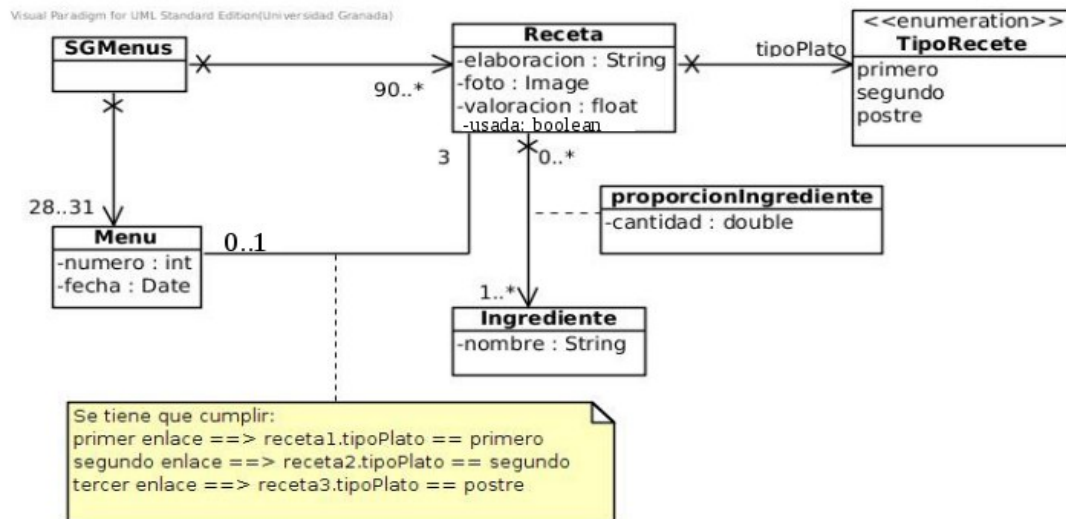 Visual Paradigm for UML Standard Edition(Universidad Granada)
SGMenus
90..*
28..31
Receta
-elaboracion : String
-foto : Image
-valoracion : float
-usada: boolean
tipoPlato
<<enumeration>>
TipoRecete
primero
segundo
postre
3
0..*
proporcionIngrediente
-cantidad : double
Menu
-numero : int
-fecha : Date
0..1
1..*
Ingrediente
-nombre : String
Se tiene que cumplir:
primer enlace ==> receta1.tipoPlato == primero
segundo enlace ==> receta2.tipoPlato == segundo
tercer enlace ==> receta3.tipoPlato == postre